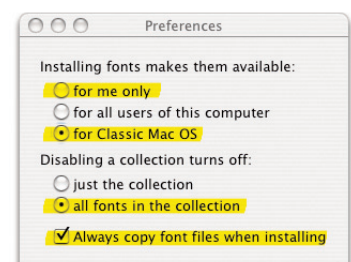 Preferences
Installing fonts makes them available:
for me only
for all users of this computer
for Classic Mac OS
Disabling a collection turns off:
just the collection
all fonts in the collection
Always copy font files when installing